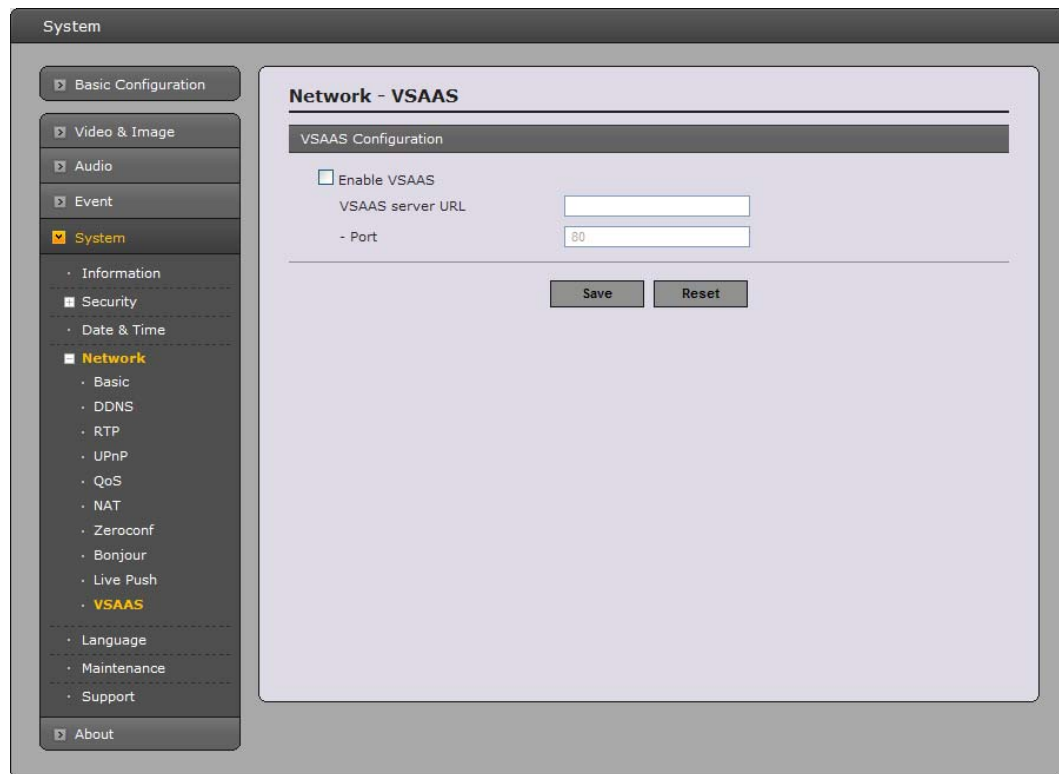 System
Basic Configuration
Video & Image
Audio
Event
System
· Information
Security
· Date & Time
Network
· Basic
· DDNS
· RTP
· UPnP
· QoS
· NAT
· Zeroconf
· Bonjour
· Live Push
· VSAAS
· Language
· Maintenance
· Support
About
Network - VSAAS
VSAAS Configuration
Enable VSAAS
VSAAS server URL
- Port 80
Save Reset